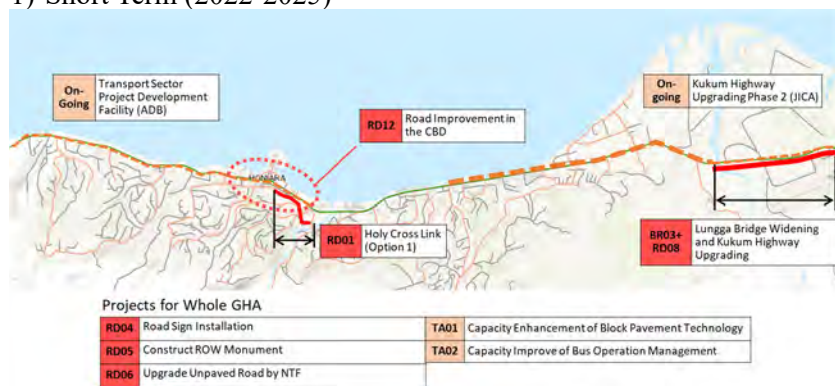 1) Short Term (2022-2025)
On-
Going
Transport Sector
Project Development
Facility (ADB)
RD12
Road Improvement in
the CBD
On-
going
Kukum Highway
Upgrading Phase 2 (JICA)
HONIARA
RD01
Holy Cross Link
(Option 1)
BR03+
RD08
Lungga Bridge Widening
and Kukum Highway
Upgrading
Projects for Whole GHA
RD04 Road Sign Installation
TA01 Capacity Enhancement of Block Pavement Technology
RD05 Construct ROW Monument
TA02 Capacity Improve of Bus Operation Management
RD06 Upgrade Unpaved Road by NTF